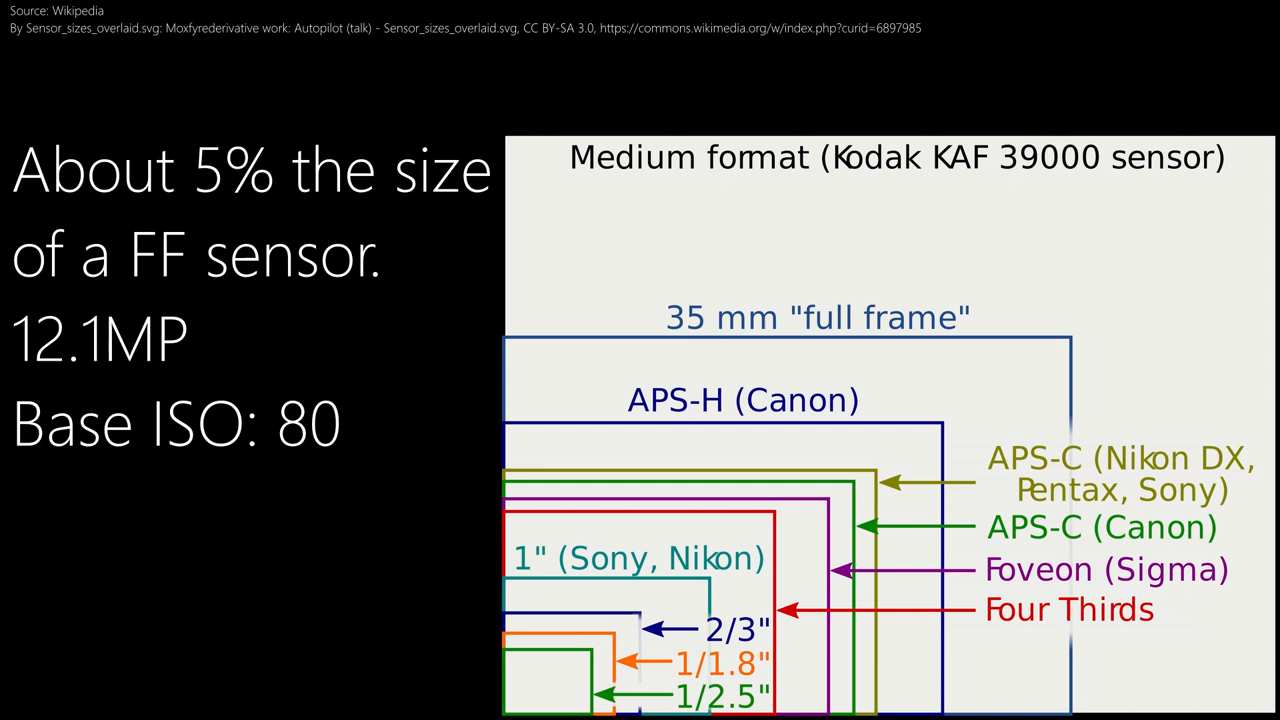 Source: Wikipedia
By Sensor_sizes_overlaid.svg: Moxfyrederivative work: Autopilot (talk) - Sensor_sizes_overlaid.svg, CC BY-SA 3.0, https://commons.wikimedia.org/w/index.php?curid=6897985
About 5% the size
of a FF sensor.
12.1MP
Base ISO: 80
Medium format (Kodak KAF 39000 sensor)
35 mm "full frame"
APS-H (Canon)
APS-C (Nikon DX,
Pentax, Sony)
APS-C (Canon)
Foveon (Sigma)
Four Thirds
1" (Sony, Nikon)
2/3"
1/1.8"
1/2.5"